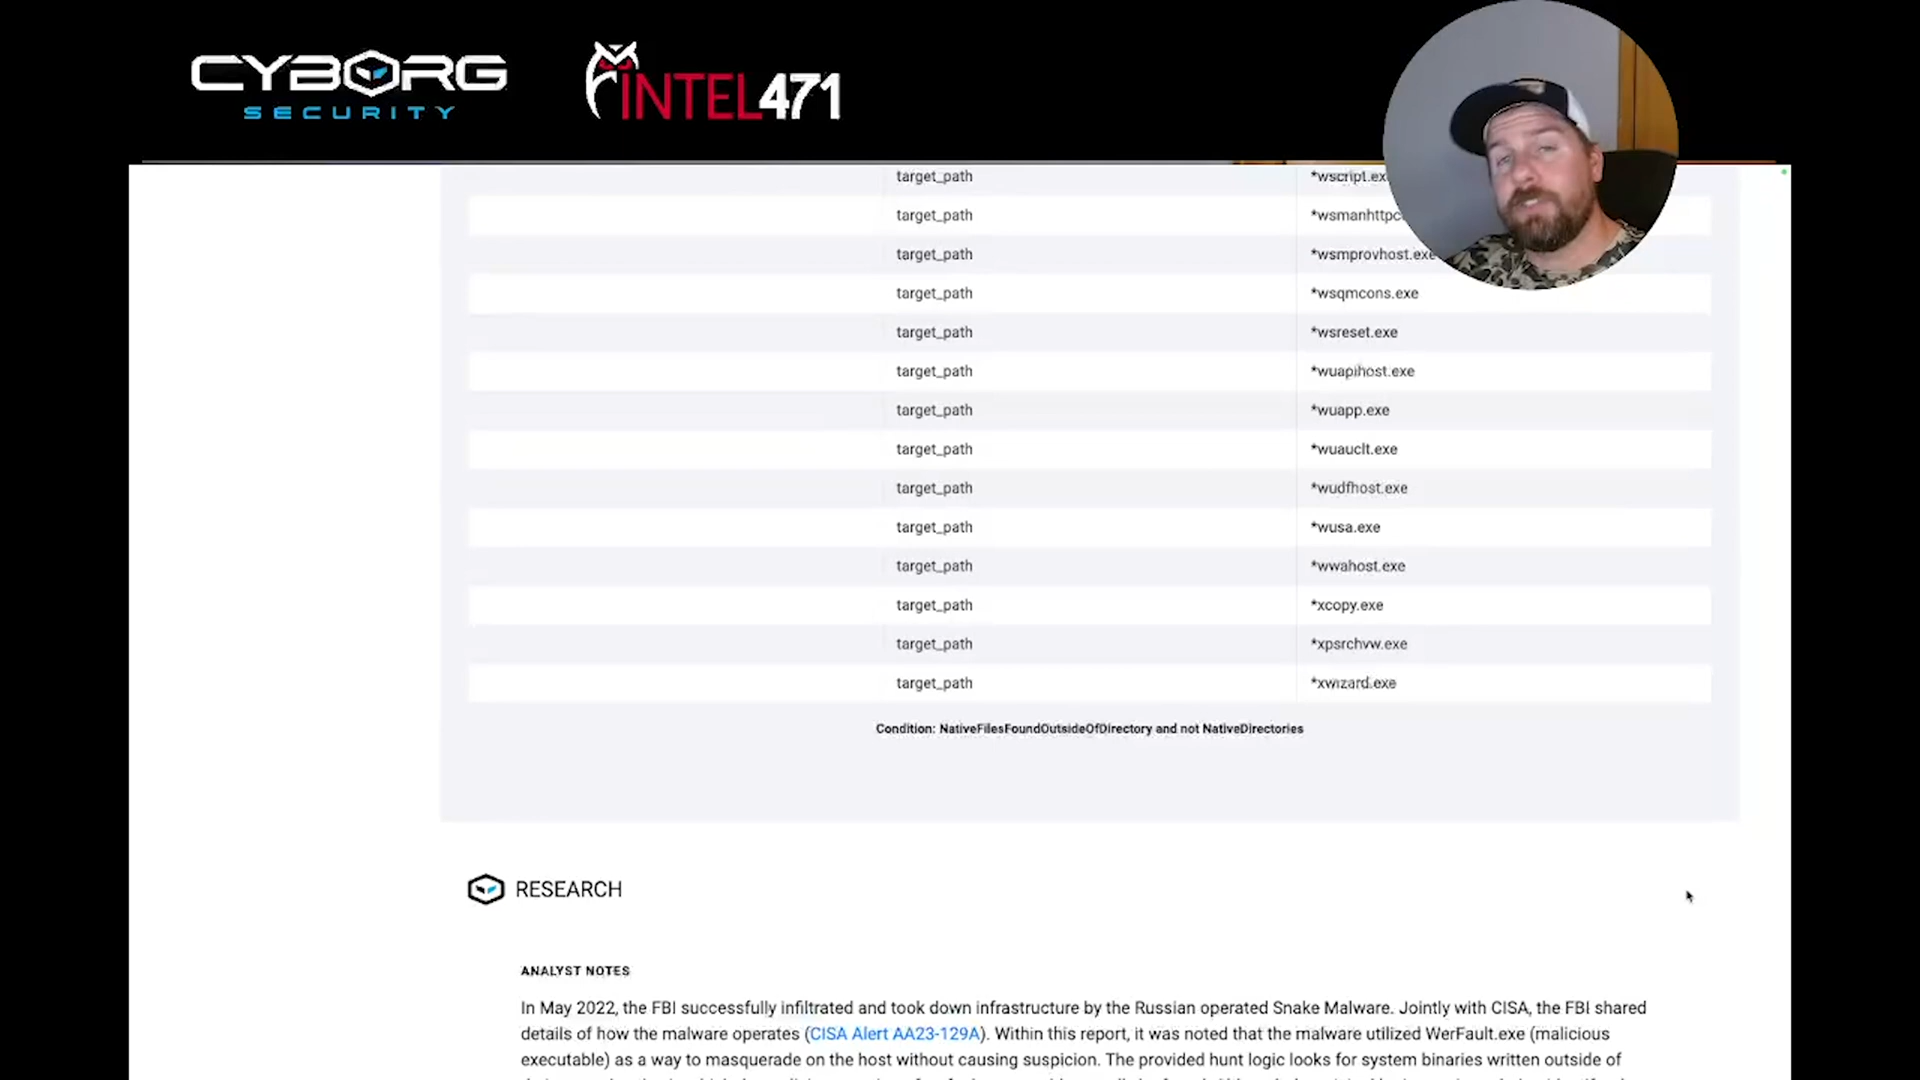 CYBORG
SECURITY
INTEL471
target_path *wscript.ex
target_path *wsmanhttpc
target_path *wsmprovhost.exe
target_path *wsqmcons.exe
target_path *wsreset.exe
target_path *wuapihost.exe
target_path *wuapp.exe
target_path *wuauclt.exe
target_path *wudfhost.exe
target_path *wusa.exe
target_path *wwahost.exe
target_path *xcopy.exe
target_path *xpsrchvw.exe
target_path *xwizard.exe
Condition: NativeFilesFoundOutsideOfDirectory and not NativeDirectories
RESEARCH
ANALYST NOTES
In May 2022, the FBI successfully infiltrated and took down infrastructure by the Russian operated Snake Malware. Jointly with CISA, the FBI shared
details of how the malware operates (CISA Alert AA23-129A). Within this report, it was noted that the malware utilized WerFault.exe (malicious
executable) as a way to masquerade on the host without causing suspicion. The provided hunt logic looks for system binaries written outside of